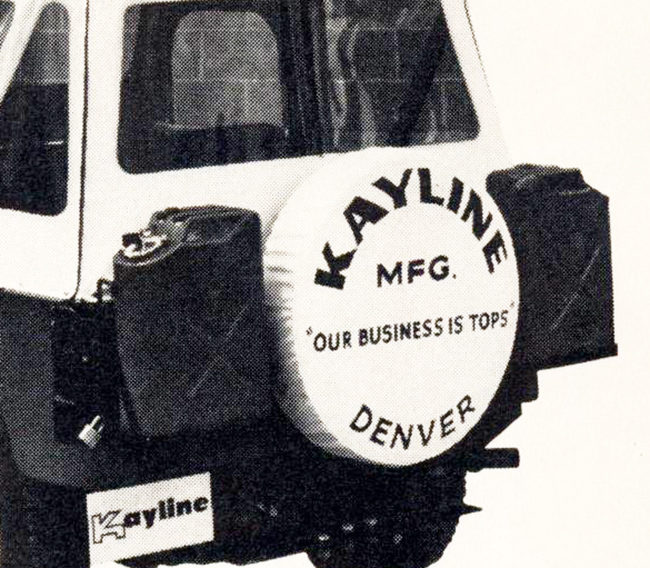 KAYLINE
MFG.
"OUR BUSINESS IS TOPS"
DENVER
Kayline